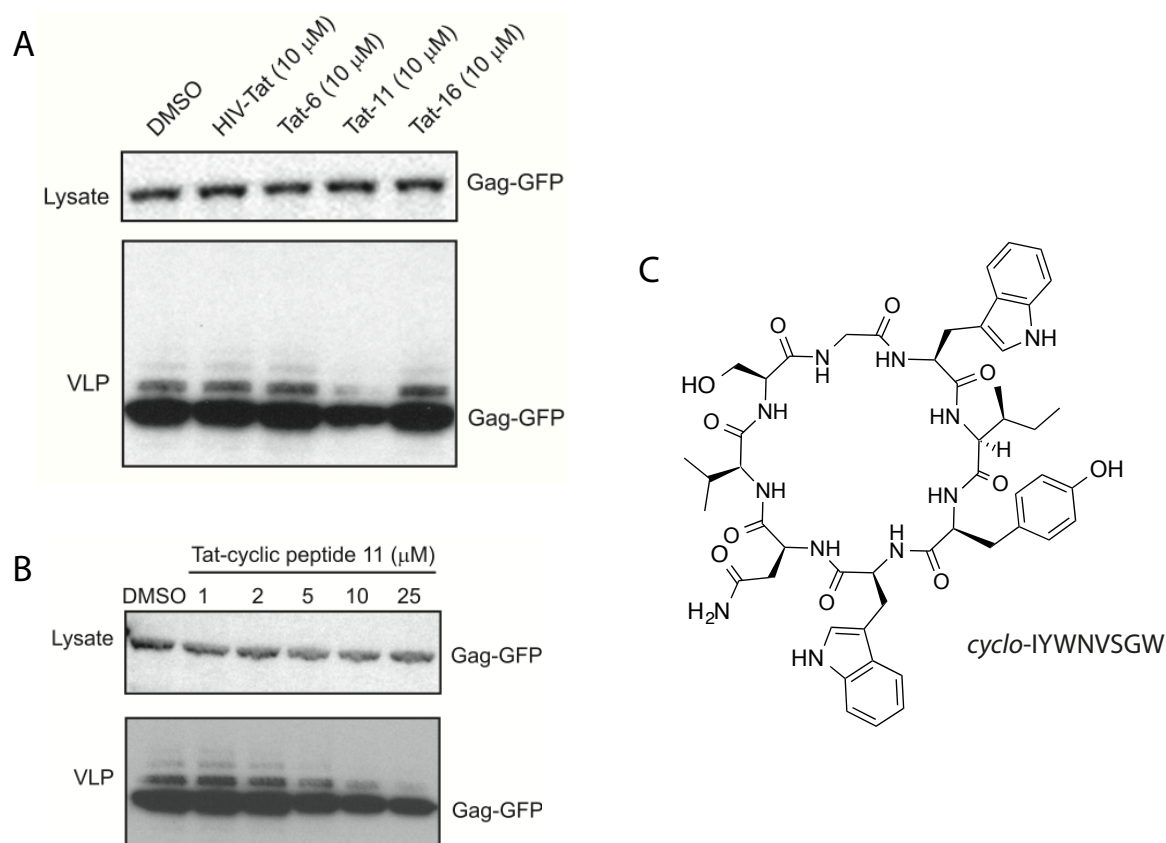 A
DMSO
HIV-Tat (10 μM)
Tat-6 (10 μM)
Tat-11 (10 μM)
Tat-16 (10 μM)
Lysate
Gag-GFP
VLP
Gag-GFP
B
Tat-cyclic peptide 11 (μM)
DMSO 1 2 5 10 25
Lysate
Gag-GFP
VLP
Gag-GFP
C
O
O
NH
N
H
O
HN
HO
O
O
NH
HN
O
NH
O
HN
OH
O
O
NH
H
N
O
O
H
H₂N
HN
cyclo-IYWNVSGW